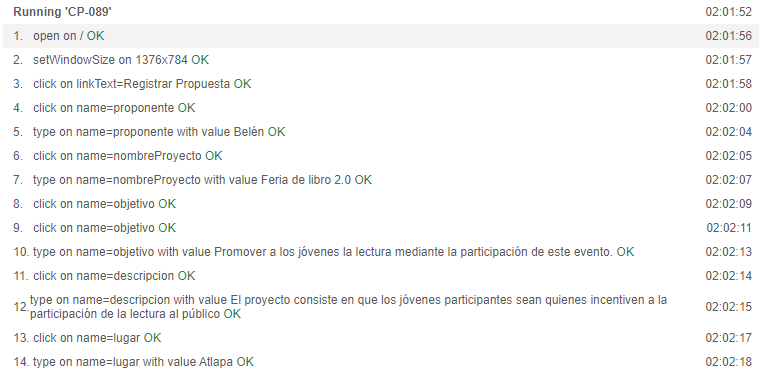 Running 'CP-089' 02:01:52
1. open on / OK 02:01:56
2. setWindowSize on 1376x784 OK 02:01:57
3. click on linkText=Registrar Propuesta OK 02:01:58
4. click on name=proponente OK 02:02:00
5. type on name=proponente with value Belén OK 02:02:04
6. click on name=nombreProyecto OK 02:02:05
7. type on name=nombreProyecto with value Feria de libro 2.0 OK 02:02:07
8. click on name=objetivo OK 02:02:09
9. click on name=objetivo OK 02:02:11
10. type on name=objetivo with value Promover a los jóvenes la lectura mediante la participación de este evento. OK 02:02:13
11. click on name=descripcion OK 02:02:14
12. type on name=descripcion with value El proyecto consiste en que los jóvenes participantes sean quienes incentiven a la
participación de la lectura al público OK 02:02:15
13. click on name=lugar OK 02:02:17
14. type on name=lugar with value Atlapa OK 02:02:18